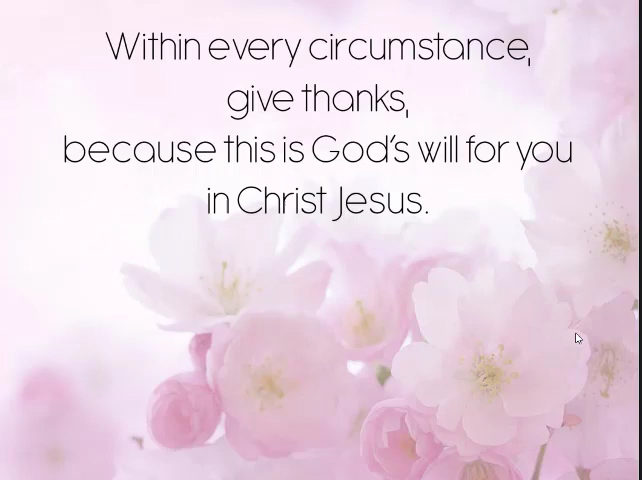 Within every circumstance,
give thanks,
because this is God's will for you
in Christ Jesus.